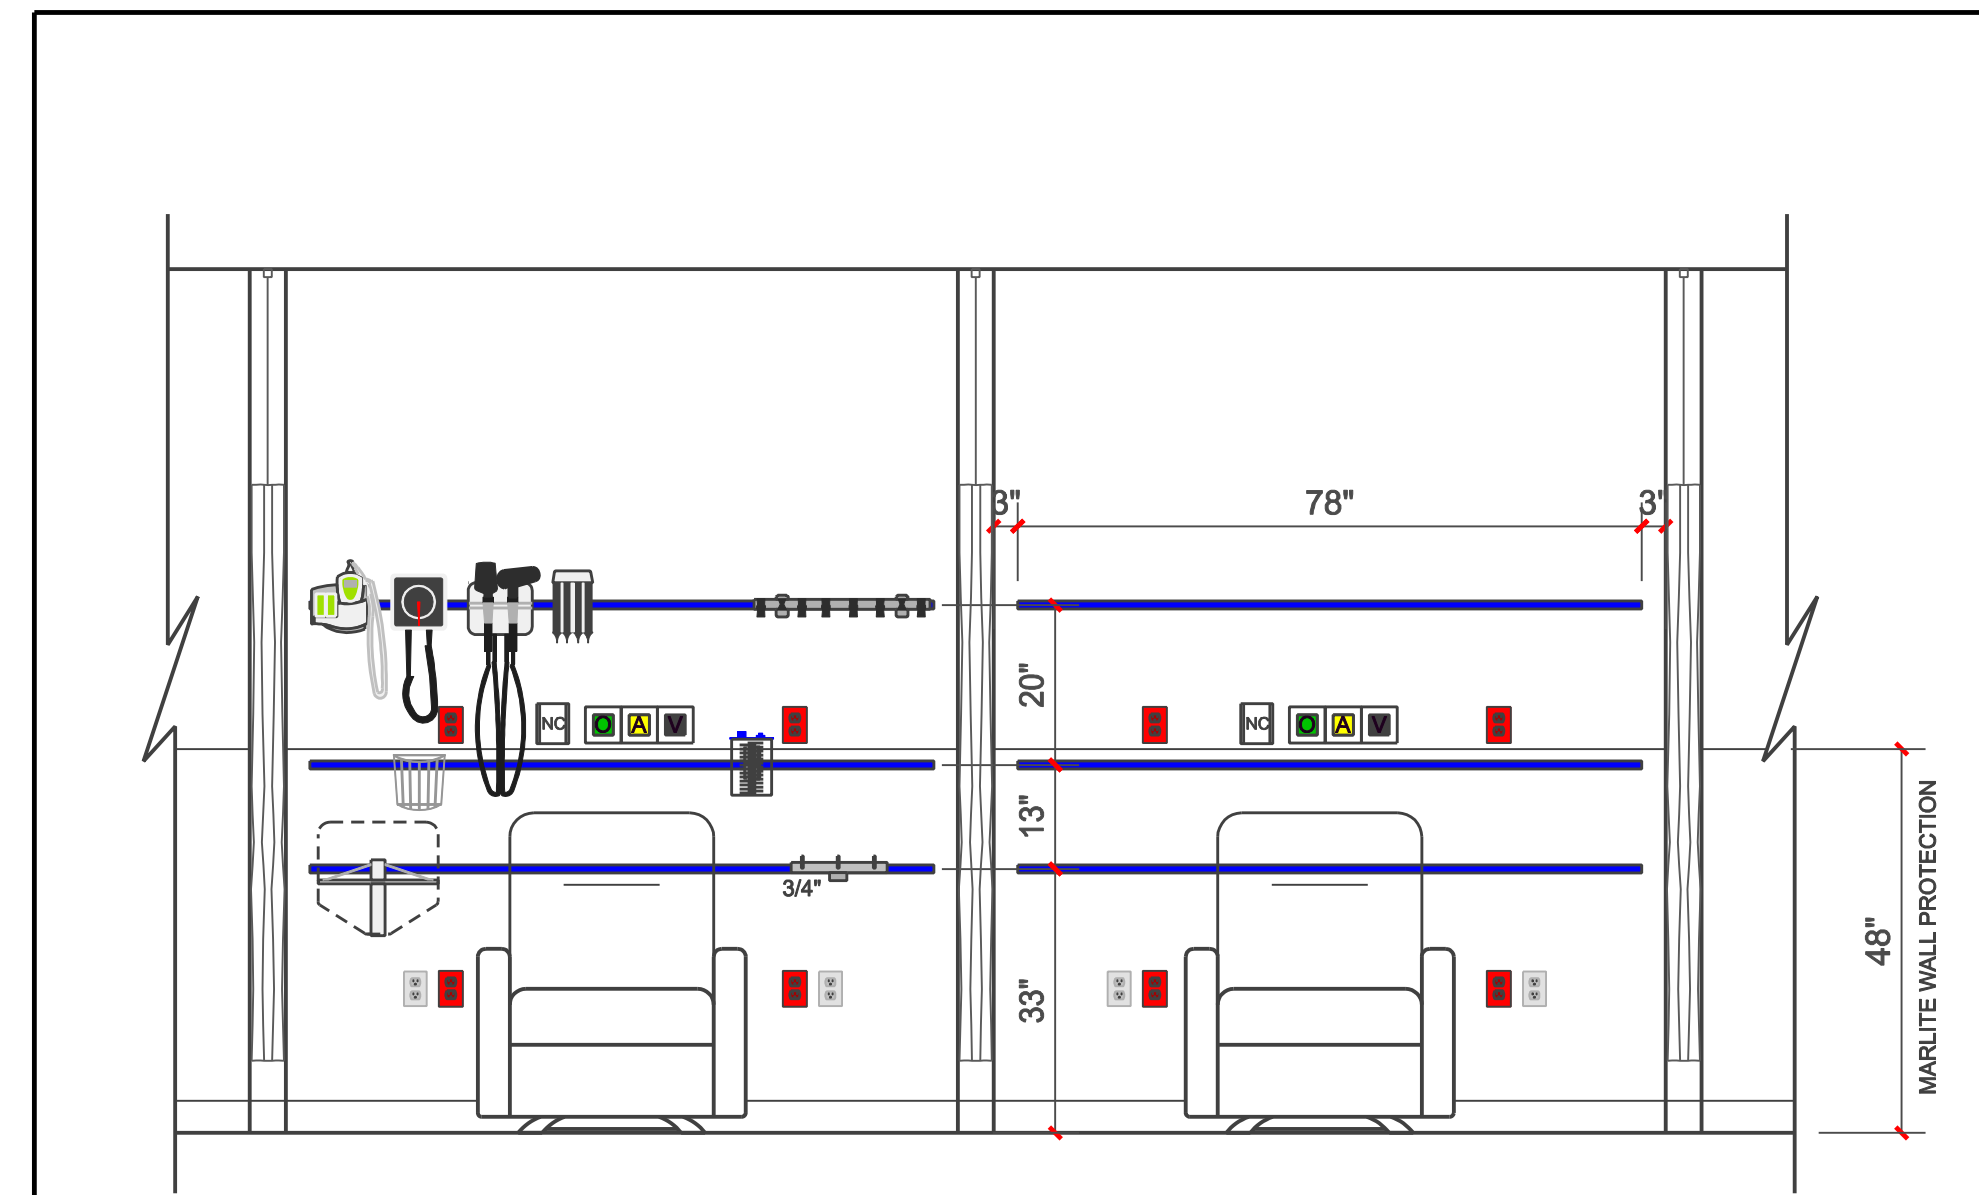 3" 78" 3"
20"
NC O A V
NC O A V
13"
3/4"
33"
48"
MARLITE WALL PROTECTION